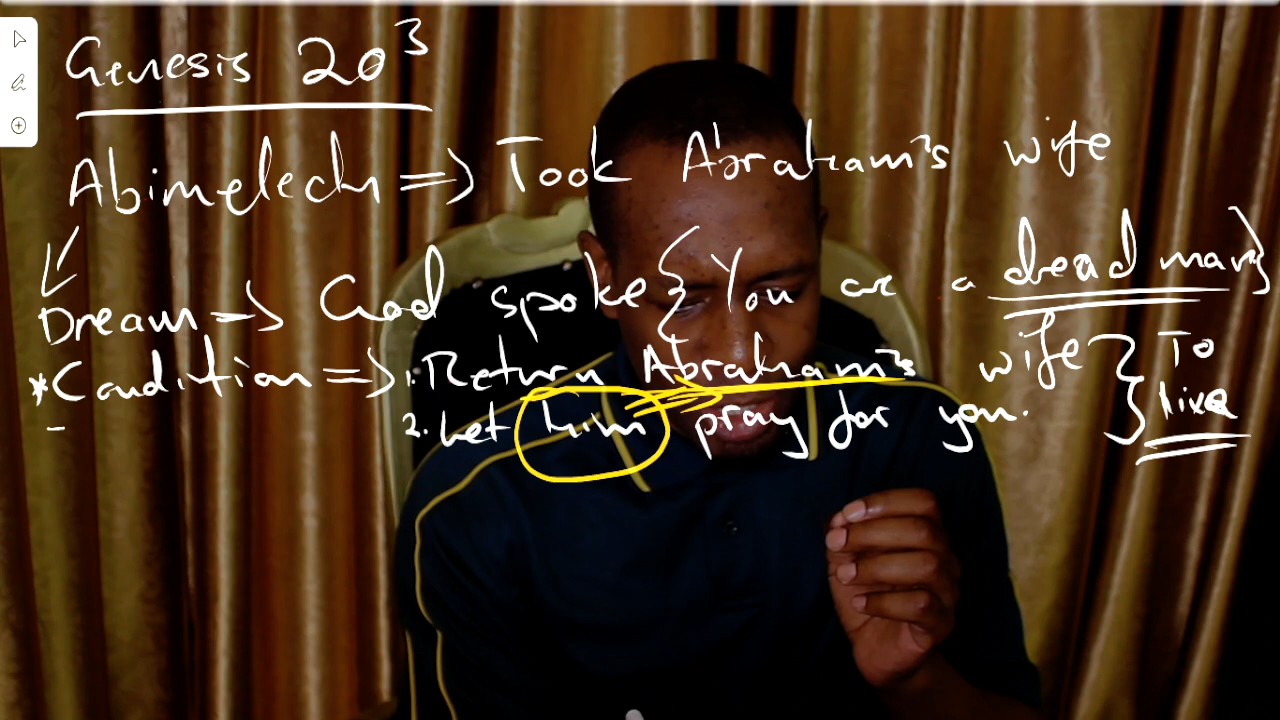 Genesis 20³
Abimelech => Took Abraham's wife
Dream => God spoke { You are a dead man }
*Condition => 1. Return Abraham's wife } To
2. Let him pray for you. } live